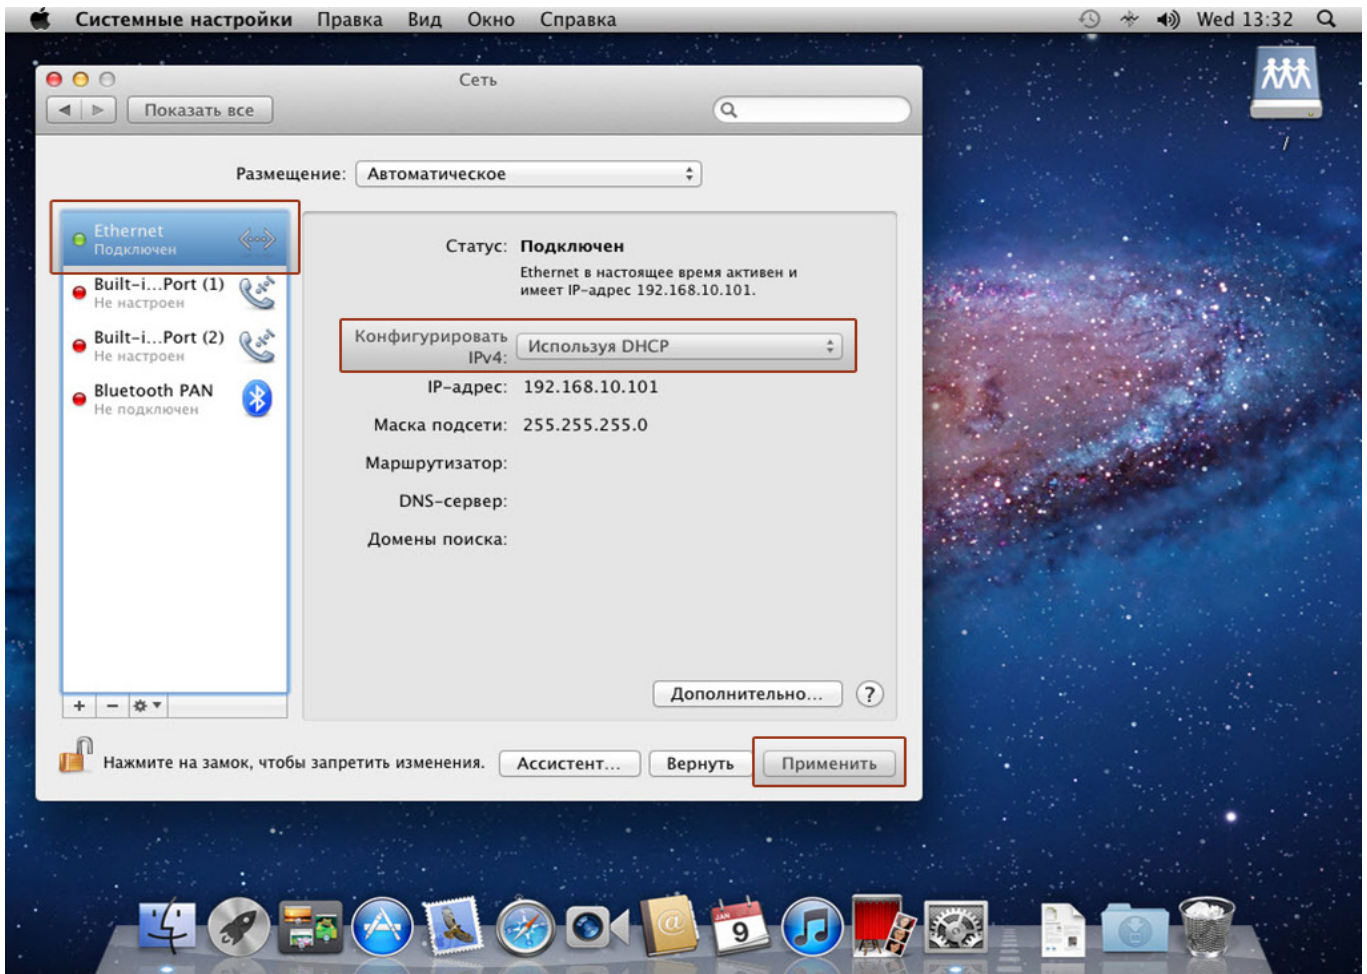 Системные настройки Правка Вид Окно Справка Wed 13:32
Сеть
Показать все
/
Размещение: Автоматическое
Ethernet
Подключен
Built-i...Port (1)
Не настроен
Built-i...Port (2)
Не настроен
Bluetooth PAN
Не подключен
Статус: Подключен
Ethernet в настоящее время активен и
имеет IP-адрес 192.168.10.101.
Конфигурировать
IPv4: Используя DHCP
IP-адрес: 192.168.10.101
Маска подсети: 255.255.255.0
Маршрутизатор:
DNS-сервер:
Домены поиска:
+ −
Дополнительно... ?
Нажмите на замок, чтобы запретить изменения. Ассистент... Вернуть Применить
@
JAN
9